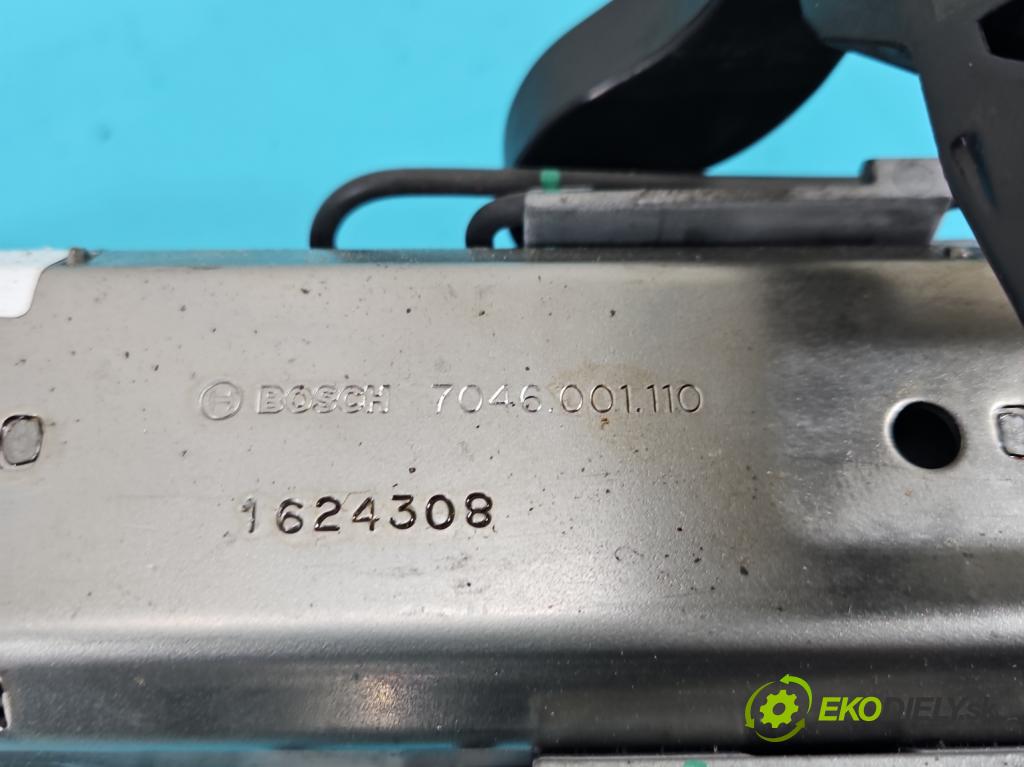 BOSCH 7046.001.110
1624308
EKODIELY.sk